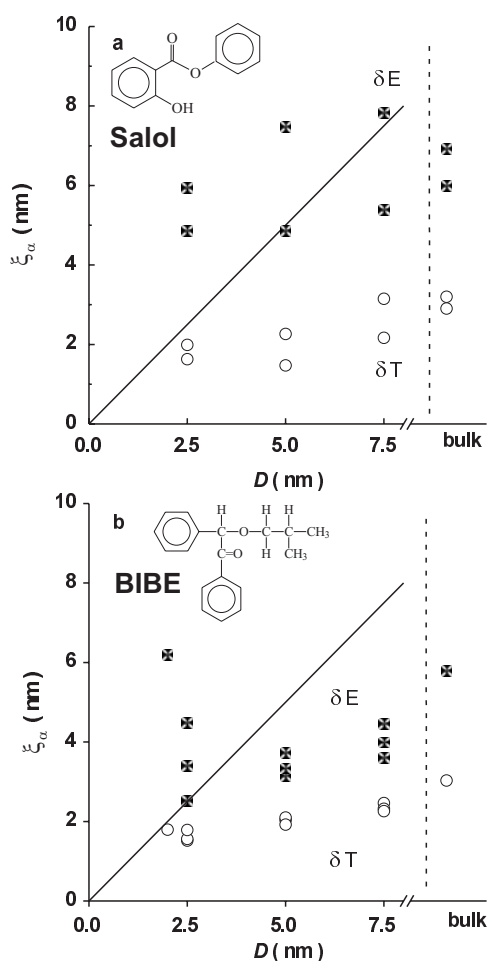 10
a
O
O
OH
Salol
δE
8
6
ξα (nm)
4
2
δT
0
0.0 2.5 5.0 7.5 bulk
D (nm)
10
b
H H H
C O C C CH₃
C=O H CH₃
BIBE
8
6
ξα (nm)
δE
4
2
δT
0
0.0 2.5 5.0 7.5 bulk
D (nm)